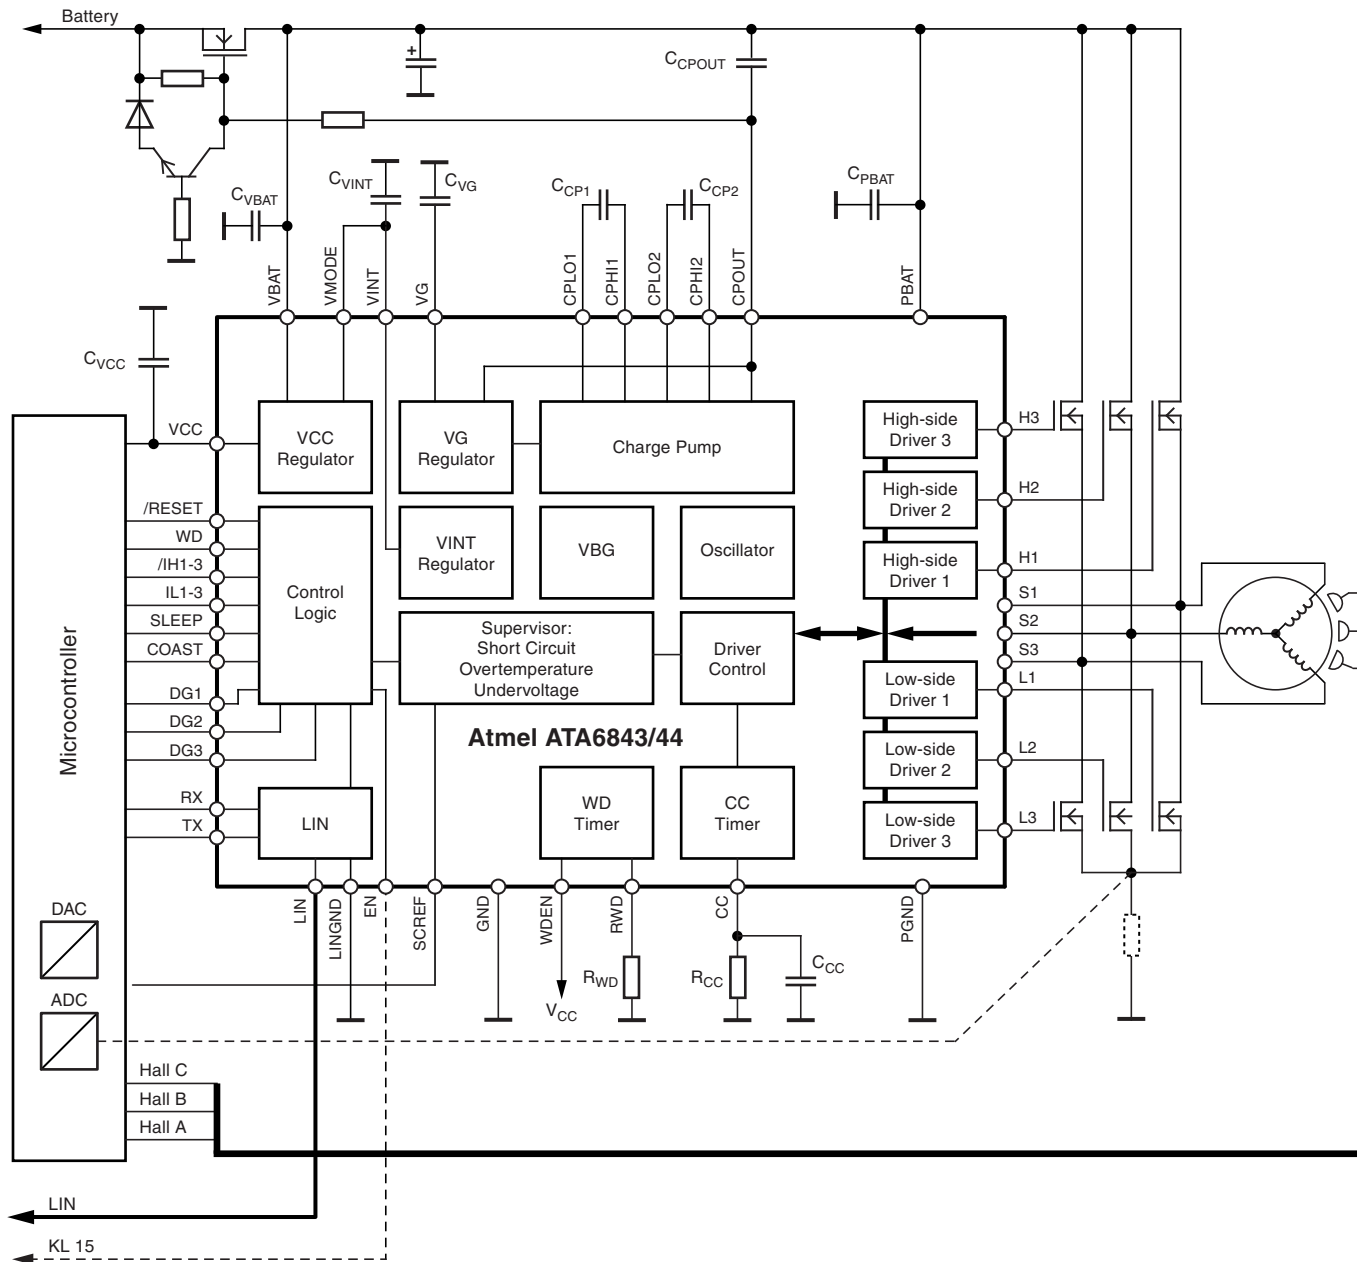 Battery
+
CCPOUT
CVBAT
CVINT
CVG
CCP1
CCP2
CPBAT
VBAT
VMODE
VINT
VG
CPLO1
CPHI1
CPLO2
CPHI2
CPOUT
PBAT
CVCC
VCC
VCC
Regulator
VG
Regulator
Charge Pump
High-side
Driver 3
H3
High-side
Driver 2
H2
High-side
Driver 1
H1
/RESET
WD
/IH1-3
IL1-3
SLEEP
COAST
DG1
DG2
DG3
RX
TX
Microcontroller
Control
Logic
VINT
Regulator
VBG
Oscillator
Supervisor:
Short Circuit
Overtemperature
Undervoltage
Driver
Control
S1
S2
S3
L1
L2
L3
Low-side
Driver 1
Low-side
Driver 2
Low-side
Driver 3
Atmel ATA6843/44
LIN
WD
Timer
CC
Timer
LIN
LINGND
EN
SCREF
GND
WDEN
RWD
CC
PGND
DAC
ADC
VCC
RWD
RCC
CCC
Hall C
Hall B
Hall A
LIN
KL 15